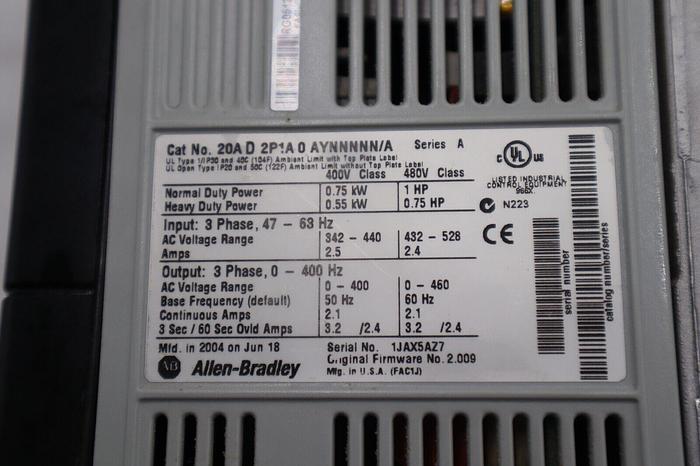 Cat No. 20A D 2P1A 0 AYNNNNN/A Series A
UL Type 1/IP30 and 40C (104F) Ambient Limit with Top Plate Label
UL Open Type IP20 and 50C (122F) Ambient Limit without Top Plate Label
400V Class 480V Class
Normal Duty Power 0.75 kW 1 HP
Heavy Duty Power 0.55 kW 0.75 HP
Input: 3 Phase, 47 - 63 Hz
AC Voltage Range 342 - 440 432 - 528
Amps 2.5 2.4
Output: 3 Phase, 0 - 400 Hz
AC Voltage Range 0 - 400 0 - 460
Base Frequency (default) 50 Hz 60 Hz
Continuous Amps 2.1 2.1
3 Sec / 60 Sec Ovld Amps 3.2 /2.4 3.2 /2.4
Mfd. in 2004 on Jun 18 Serial No. 1JAX5AZ7
Original Firmware No. 2.009
AB Allen-Bradley Mfg. in U.S.A. (FAC1J)
C UL US
LISTED INDUSTRIAL
CONTROL EQUIPMENT
966X
N223
CE
serial number
catalog number/series